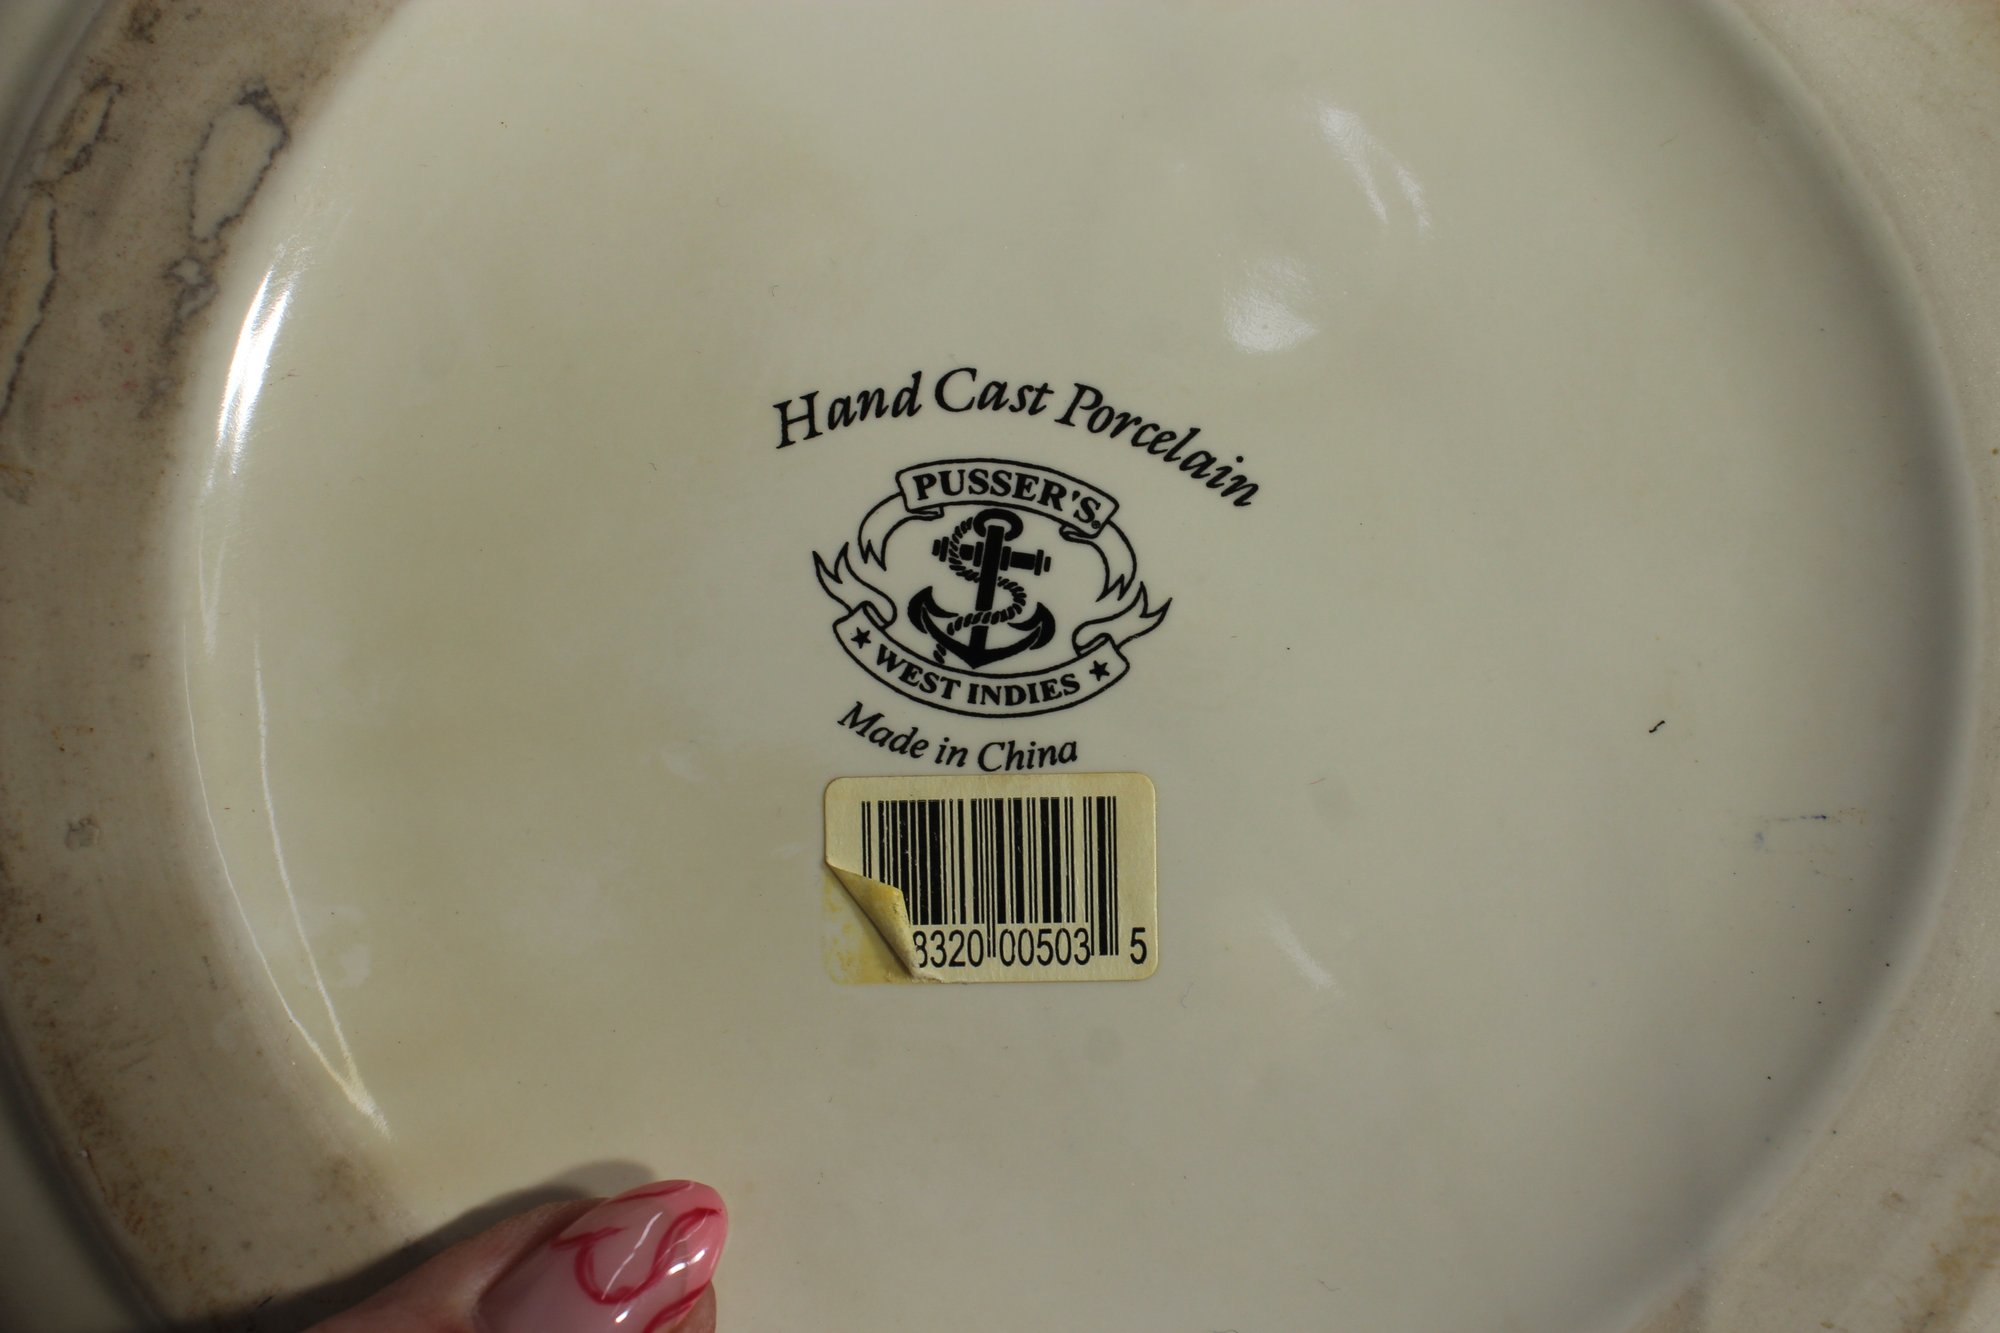 Hand Cast Porcelain
PUSSER'S®
WEST INDIES
Made in China
8320 00503 5